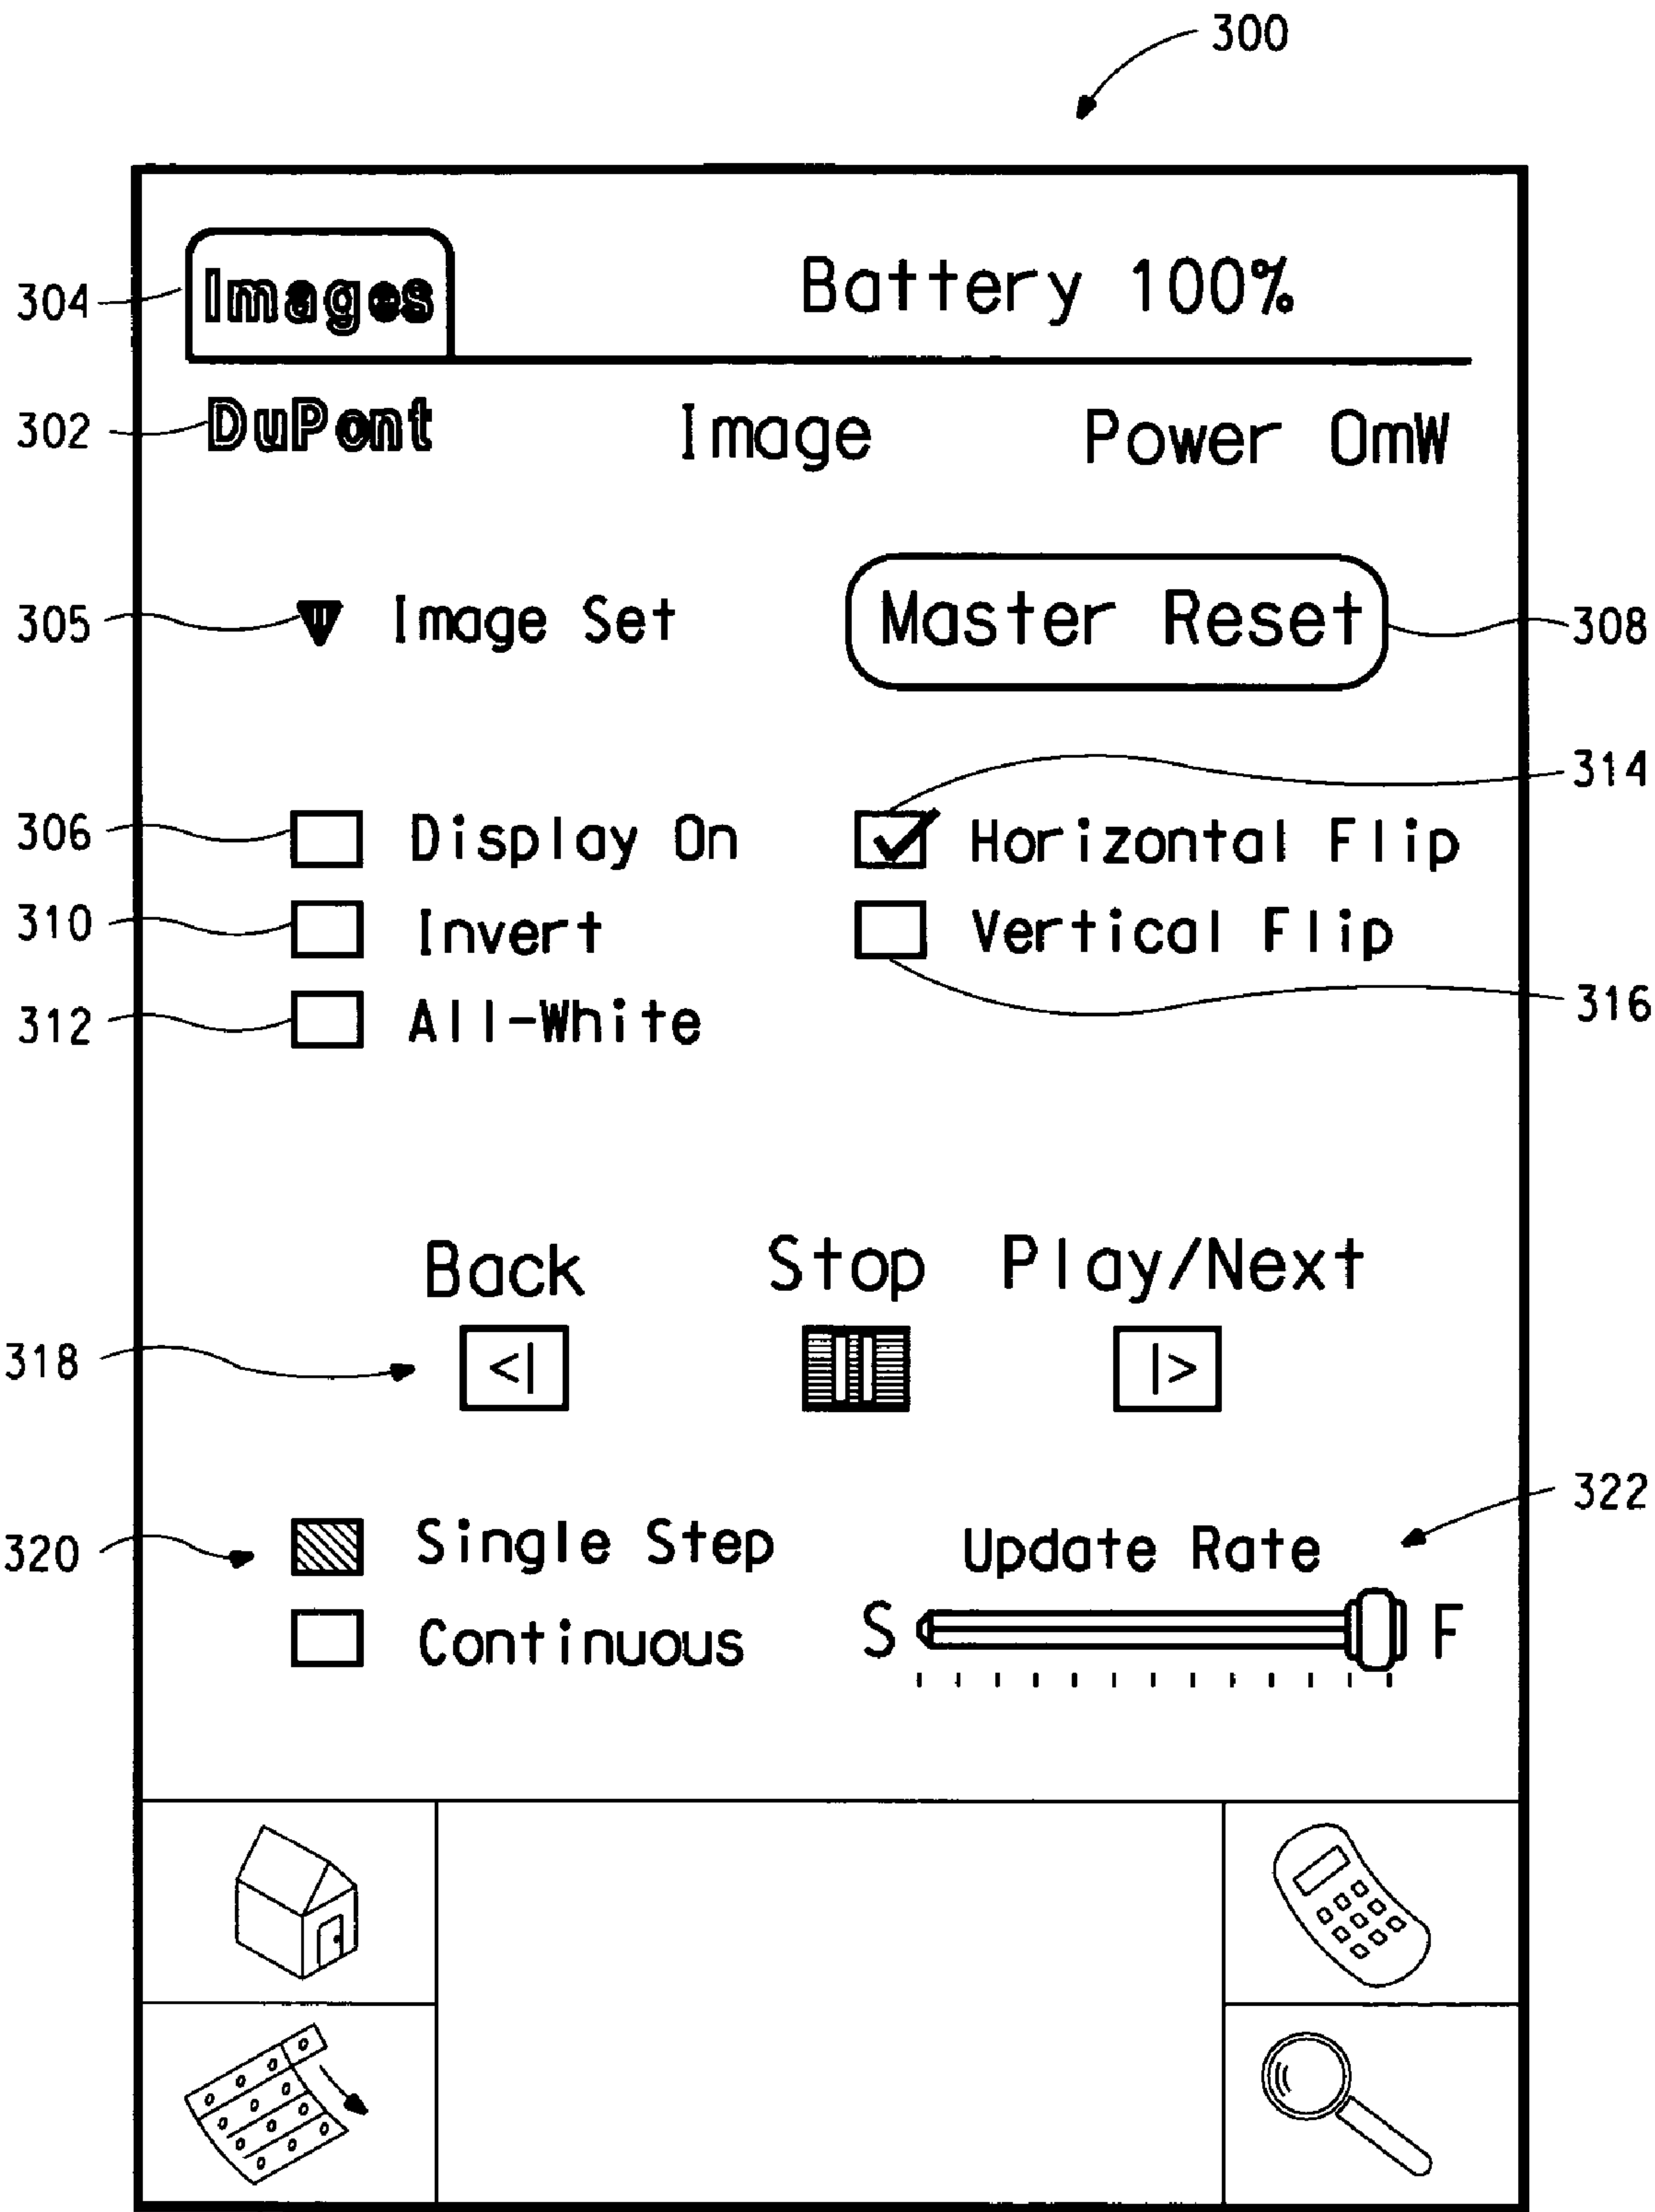 300
304 Images Battery 100%
302 DuPont Image Power 0mW
305 Image Set Master Reset 308
314
306 Display On Horizontal Flip
310 Invert Vertical Flip
312 All-White 316
Back Stop Play/Next
318 <| |>
322
320 Single Step Update Rate
Continuous S F